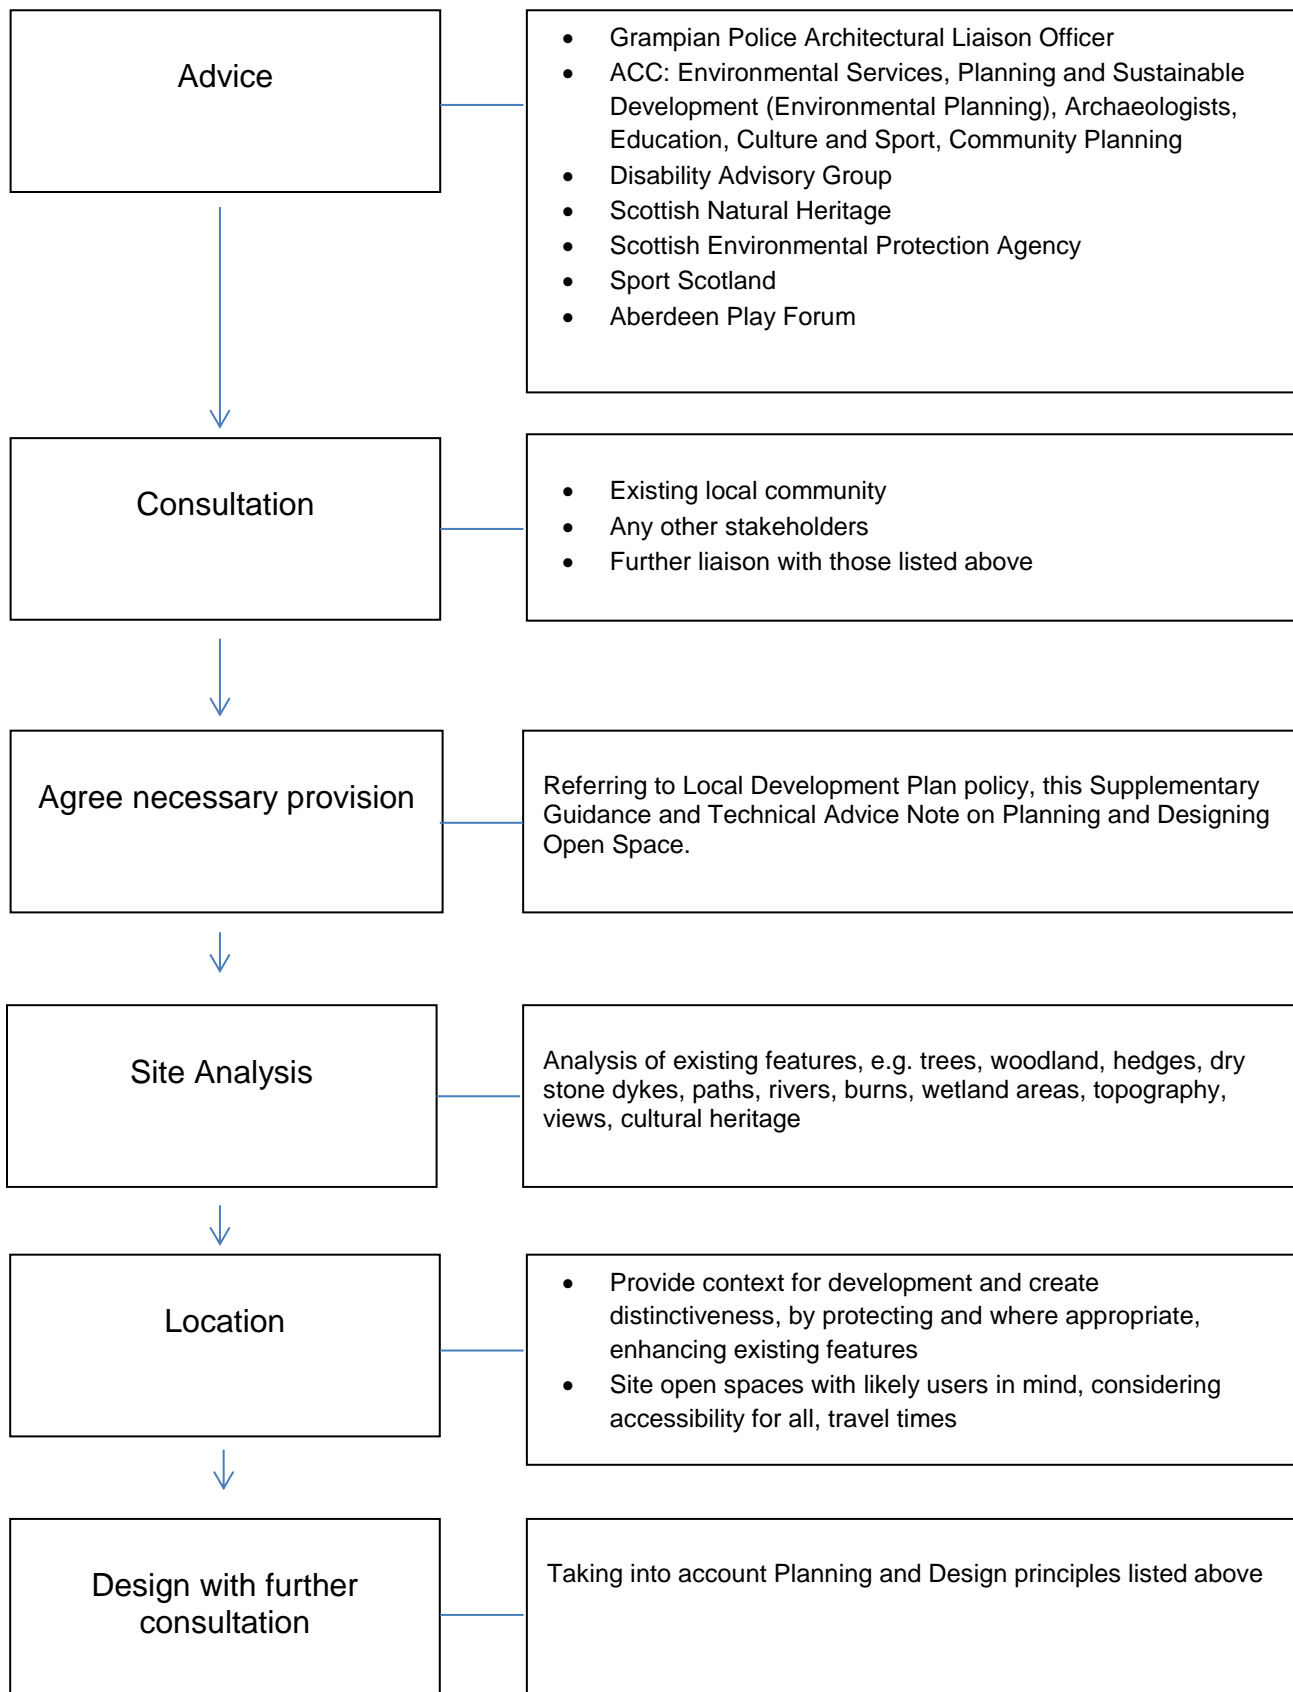 Advice
• Grampian Police Architectural Liaison Officer
• ACC: Environmental Services, Planning and Sustainable
Development (Environmental Planning), Archaeologists,
Education, Culture and Sport, Community Planning
• Disability Advisory Group
• Scottish Natural Heritage
• Scottish Environmental Protection Agency
• Sport Scotland
• Aberdeen Play Forum
Consultation
• Existing local community
• Any other stakeholders
• Further liaison with those listed above
Agree necessary provision
Referring to Local Development Plan policy, this Supplementary
Guidance and Technical Advice Note on Planning and Designing
Open Space.
Site Analysis
Analysis of existing features, e.g. trees, woodland, hedges, dry
stone dykes, paths, rivers, burns, wetland areas, topography,
views, cultural heritage
Location
• Provide context for development and create
distinctiveness, by protecting and where appropriate,
enhancing existing features
• Site open spaces with likely users in mind, considering
accessibility for all, travel times
Design with further
consultation
Taking into account Planning and Design principles listed above